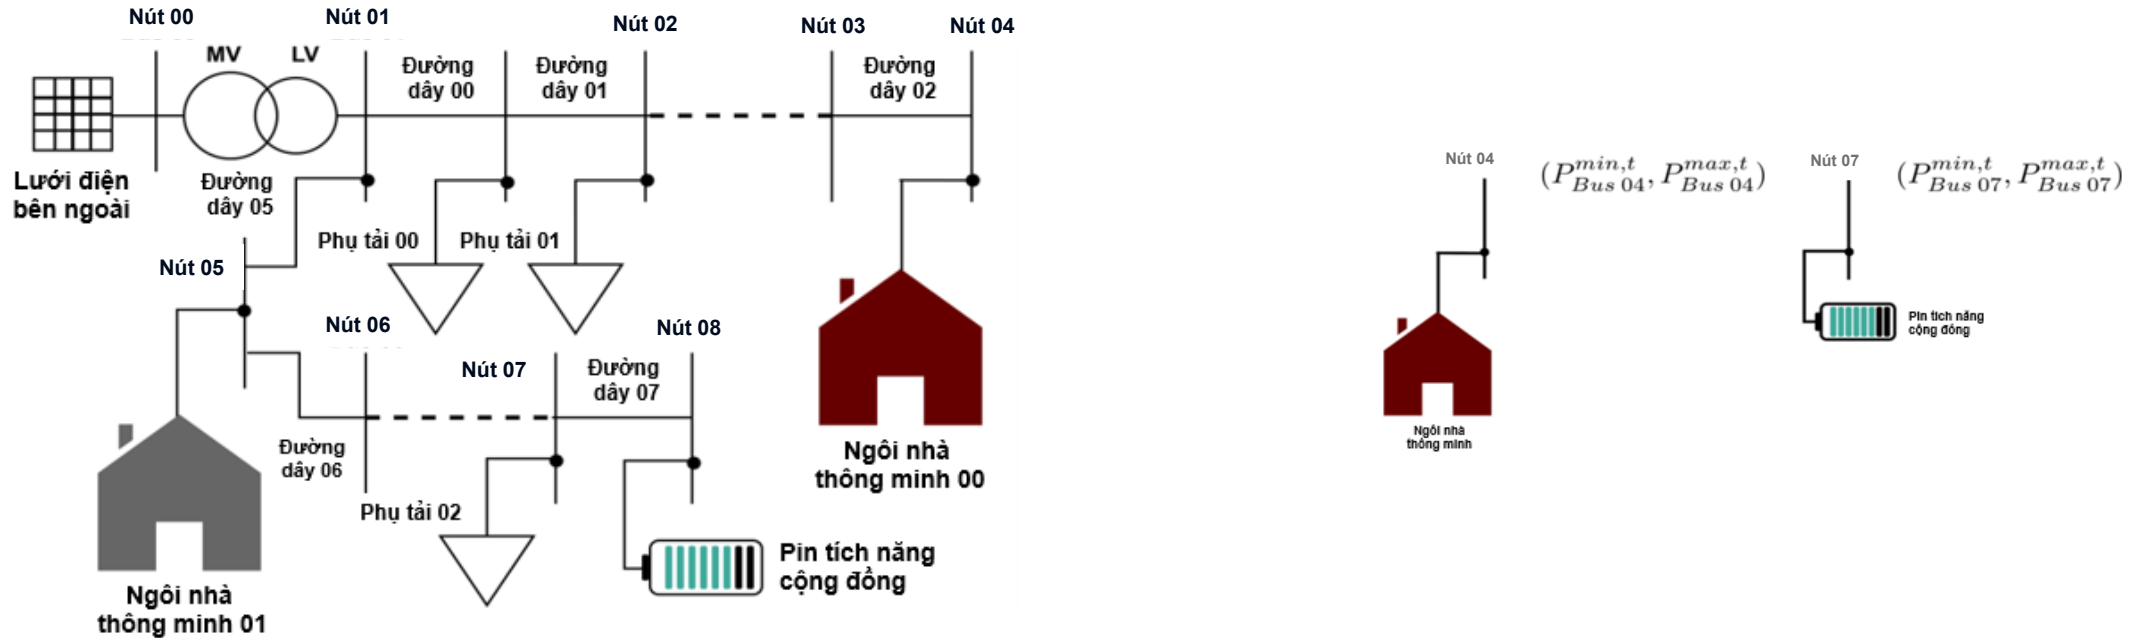 Nút 00
Nút 01
Nút 02
Nút 03
Nút 04
MV
LV
Đường
dây 00
Đường
dây 01
Đường
dây 02
Lưới điện
bên ngoài
Đường
dây 05
Phụ tải 00
Phụ tải 01
Nút 05
Nút 06
Nút 07
Nút 08
Đường
dây 07
Đường
dây 06
Phụ tải 02
Ngôi nhà
thông minh 00
Pin tích năng
cộng đồng
Ngôi nhà
thông minh 01
Nút 04
(P^{min,t}_{Bus 04}, P^{max,t}_{Bus 04})
Nút 07
(P^{min,t}_{Bus 07}, P^{max,t}_{Bus 07})
Pin tích năng
cộng đồng
Ngôi nhà
thông minh